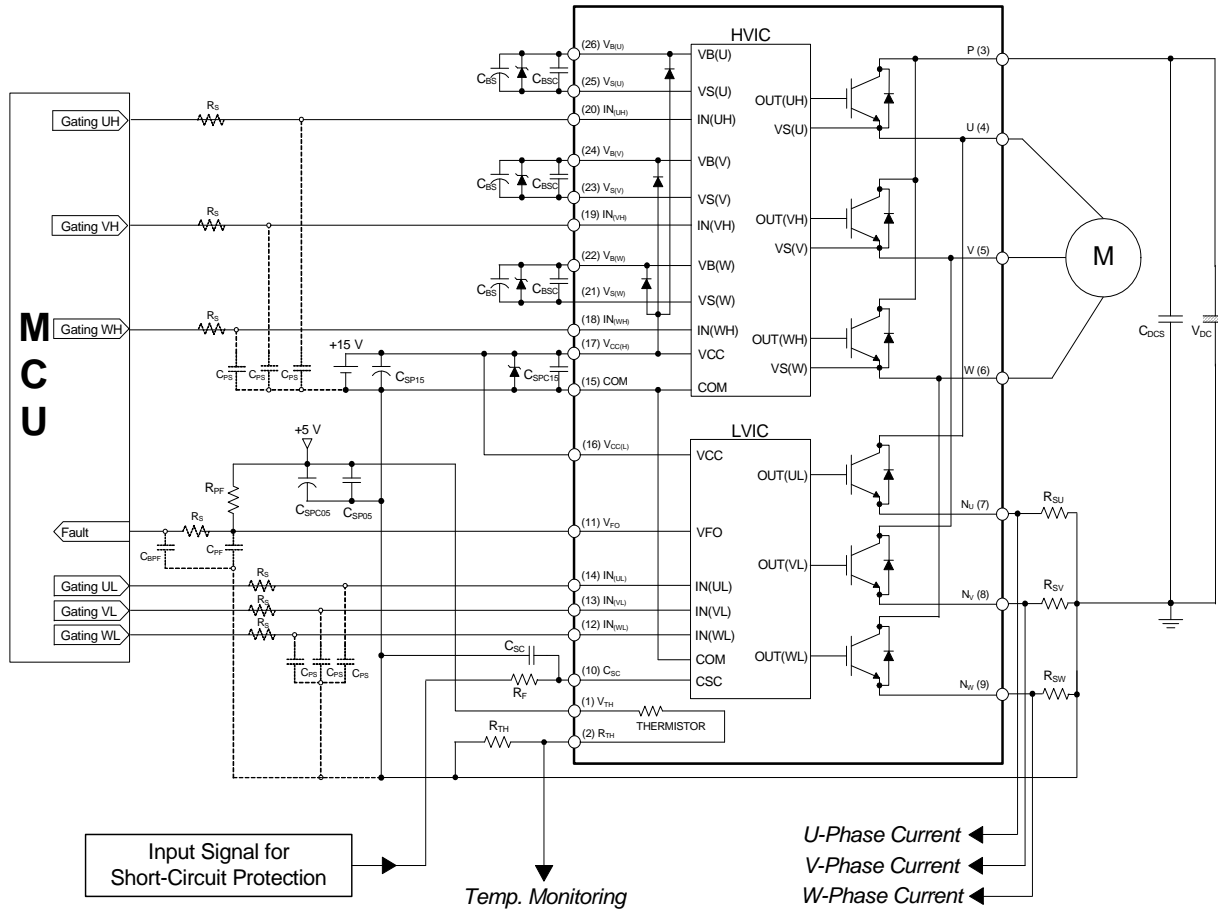 HVIC
(26) VB(U)
VB(U)
P (3)
CBS
CBSC
(25) VS(U)
VS(U)
OUT(UH)
RS
Gating UH
(20) IN(UH)
IN(UH)
VS(U)
U (4)
(24) VB(V)
VB(V)
CBS
CBSC
(23) VS(V)
VS(V)
OUT(VH)
RS
Gating VH
(19) IN(VH)
IN(VH)
VS(V)
V (5)
M
(22) VB(W)
VB(W)
CBS
CBSC
(21) VS(W)
VS(W)
MCU
RS
Gating WH
(18) IN(WH)
IN(WH)
OUT(WH)
CDCS
VDC
+15 V
(17) VCC(H)
VCC
CPS
CPS
CPS
CSP15
CSPC15
VS(W)
W (6)
(15) COM
COM
+5 V
LVIC
(16) VCC(L)
VCC
OUT(UL)
RPF
CSPC05
CSP05
NU (7)
RSU
RS
Fault
(11) VFO
VFO
CBPF
CPF
OUT(VL)
RS
Gating UL
(14) IN(UL)
IN(UL)
RS
Gating VL
(13) IN(VL)
IN(VL)
NV (8)
RSV
RS
Gating WL
(12) IN(WL)
IN(WL)
CSC
COM
OUT(WL)
CPS
CPS
CPS
RF
(10) CSC
CSC
NW (9)
RSW
(1) VTH
THERMISTOR
RTH
(2) RTH
Input Signal for
Short-Circuit Protection
Temp. Monitoring
U-Phase Current
V-Phase Current
W-Phase Current